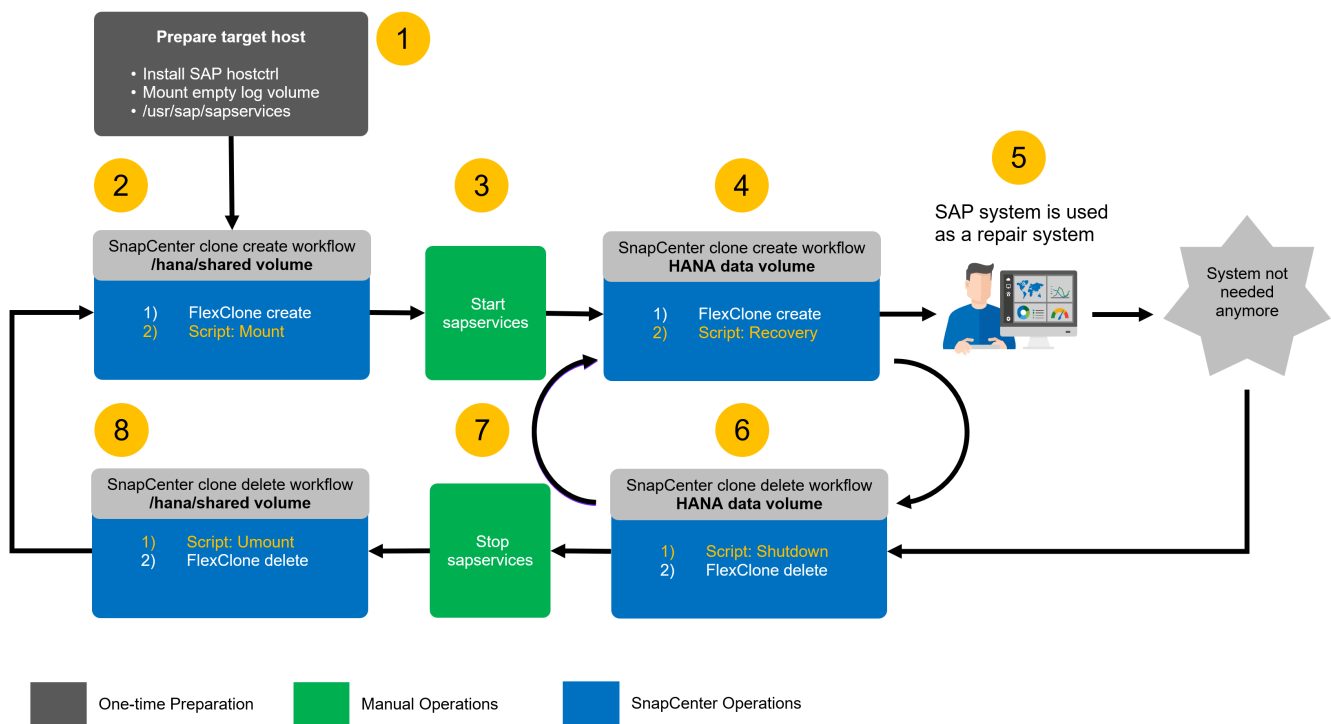 Prepare target host
• Install SAP hostctrl
• Mount empty log volume
• /usr/sap/sapservices
1
2
SnapCenter clone create workflow
/hana/shared volume
1) FlexClone create
2) Script: Mount
3
Start
sapservices
4
SnapCenter clone create workflow
HANA data volume
1) FlexClone create
2) Script: Recovery
5
SAP system is used
as a repair system
System not
needed
anymore
6
SnapCenter clone delete workflow
HANA data volume
1) Script: Shutdown
2) FlexClone delete
7
Stop
sapservices
8
SnapCenter clone delete workflow
/hana/shared volume
1) Script: Umount
2) FlexClone delete
One-time Preparation
Manual Operations
SnapCenter Operations